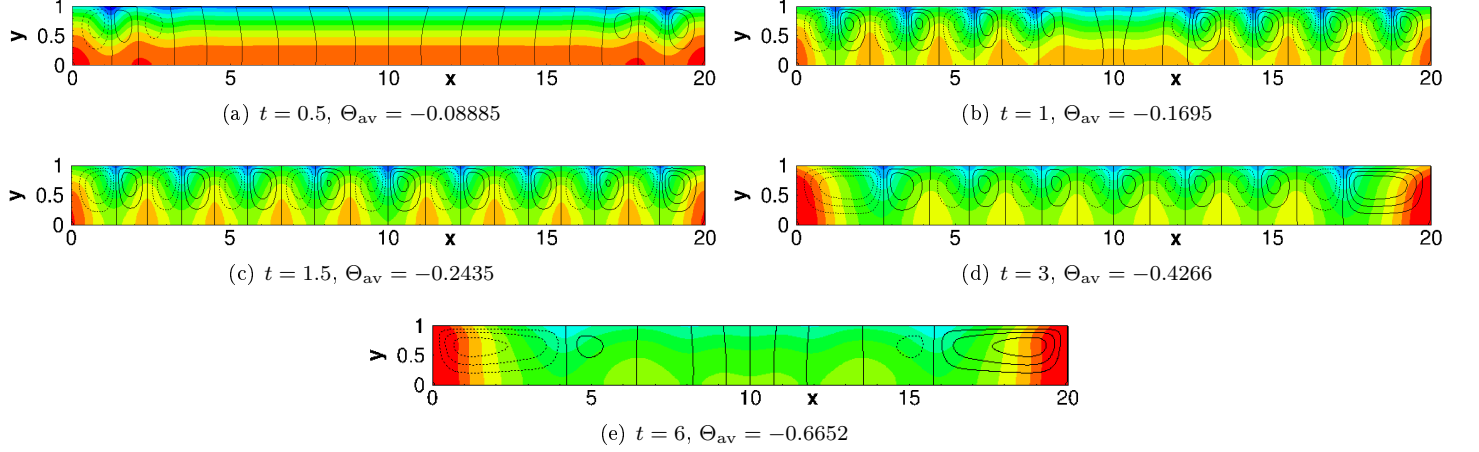 1
0.5
0
y
0 5 10 15 20
x
(a) t = 0.5, Θav = −0.08885
1
0.5
0
y
0 5 10 15 20
x
(b) t = 1, Θav = −0.1695
1
0.5
0
y
0 5 10 15 20
x
(c) t = 1.5, Θav = −0.2435
1
0.5
0
y
0 5 10 15 20
x
(d) t = 3, Θav = −0.4266
1
0.5
0
y
0 5 10 15 20
x
(e) t = 6, Θav = −0.6652